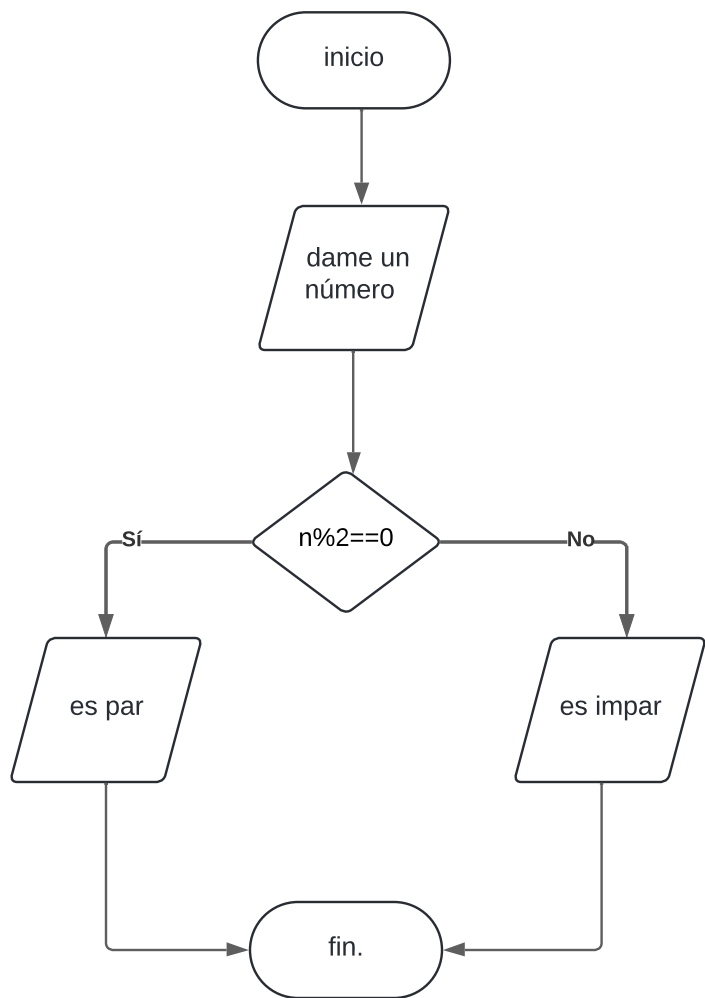 inicio
dame un
número
n%2==0
Sí
No
es par
es impar
fin.